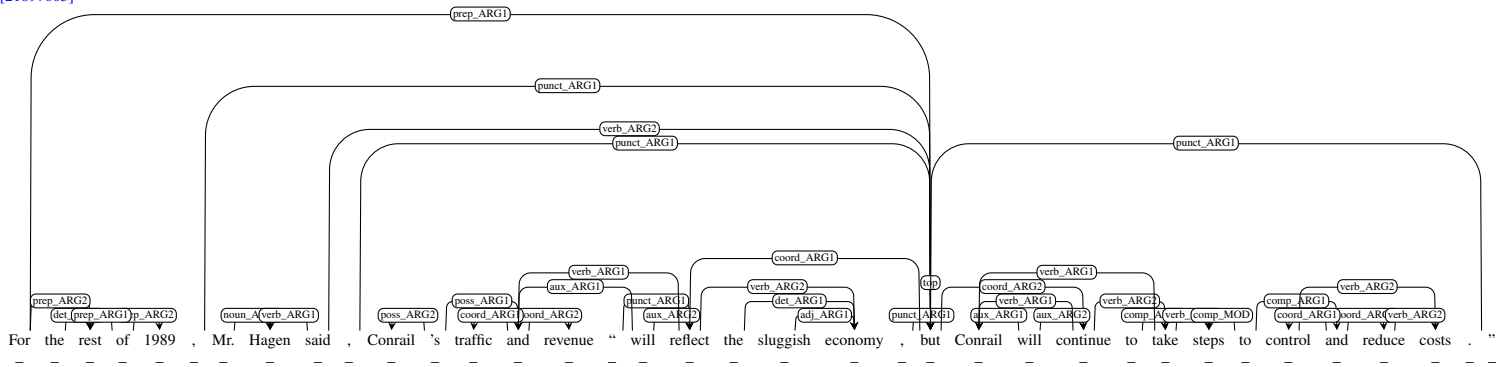 prep_ARG1
punct_ARG1
verb_ARG2
punct_ARG1 punct_ARG1
coord_ARG1
verb_ARG1 top verb_ARG1
aux_ARG1 verb_ARG2 coord_ARG2 verb_ARG2
prep_ARG2 poss_ARG1 punct_ARG1 det_ARG1 verb_ARG1 verb_ARG2 comp_ARG1
prep_ARG1 verb_ARG1 poss_ARG2 aux_ARG2 adj_ARG1 punct_ARG1 aux_ARG1 aux_ARG2 comp_MOD coord_ARG1 verb_ARG2
For the rest of 1989 , Mr. Hagen said , Conrail 's traffic and revenue “ will reflect the sluggish economy , but Conrail will continue to take steps to control and reduce costs . ”